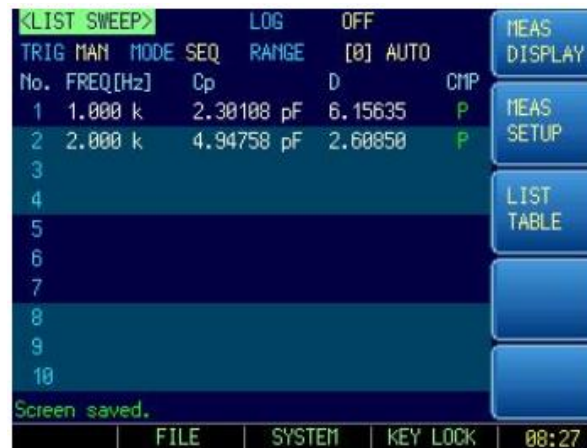 <LIST SWEEP> LOG OFF
TRIG MAN MODE SEQ RANGE [0] AUTO
No. FREQ[Hz] Cp D CMP
1 1.000 k 2.30108 pF 6.15635 P
2 2.000 k 4.94758 pF 2.60850 P
3
4
5
6
7
8
9
10
Screen saved.
MEAS
DISPLAY
MEAS
SETUP
LIST
TABLE
FILE SYSTEM KEY LOCK 08:27